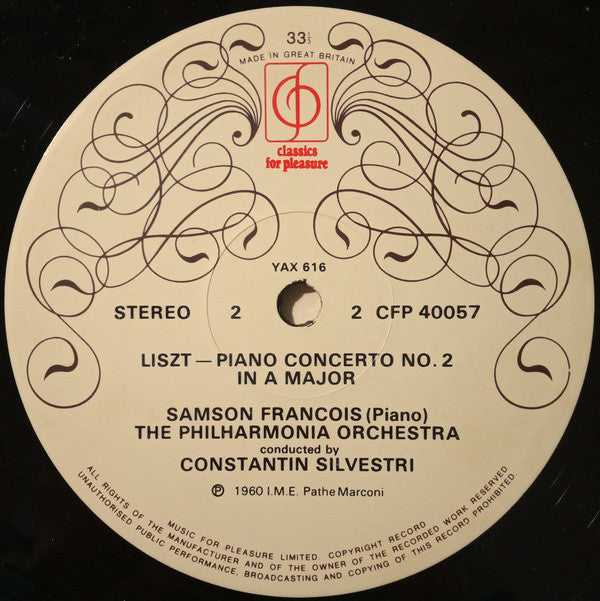 33⅓
MADE IN GREAT BRITAIN
classics
for pleasure
YAX 616
STEREO 2 2 CFP 40057
LISZT — PIANO CONCERTO NO. 2
IN A MAJOR
SAMSON FRANCOIS (Piano)
THE PHILHARMONIA ORCHESTRA
conducted by
CONSTANTIN SILVESTRI
Ⓟ 1960 I.M.E. Pathe Marconi
MUSIC FOR PLEASURE LIMITED. COPYRIGHT RECORD
ALL RIGHTS OF THE MANUFACTURER AND OF THE OWNER OF THE RECORDED WORK RESERVED
UNAUTHORISED PUBLIC PERFORMANCE, BROADCASTING AND COPYING OF THIS RECORD PROHIBITED.